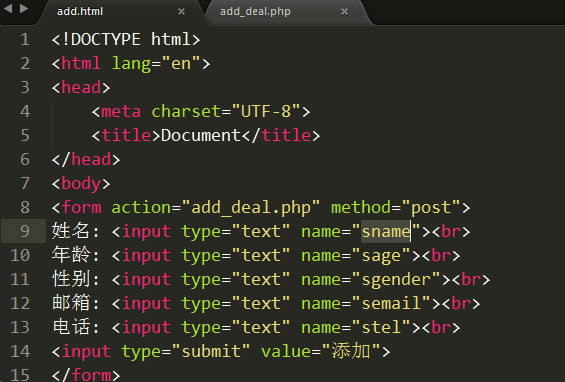 add.html × add_deal.php ×
1 <!DOCTYPE html>
2 <html lang="en">
3 <head>
4 <meta charset="UTF-8">
5 <title>Document</title>
6 </head>
7 <body>
8 <form action="add_deal.php" method="post">
9 姓名: <input type="text" name="sname"><br>
10 年龄: <input type="text" name="sage"><br>
11 性别: <input type="text" name="sgender"><br>
12 邮箱: <input type="text" name="semail"><br>
13 电话: <input type="text" name="stel"><br>
14 <input type="submit" value="添加">
15 </form>